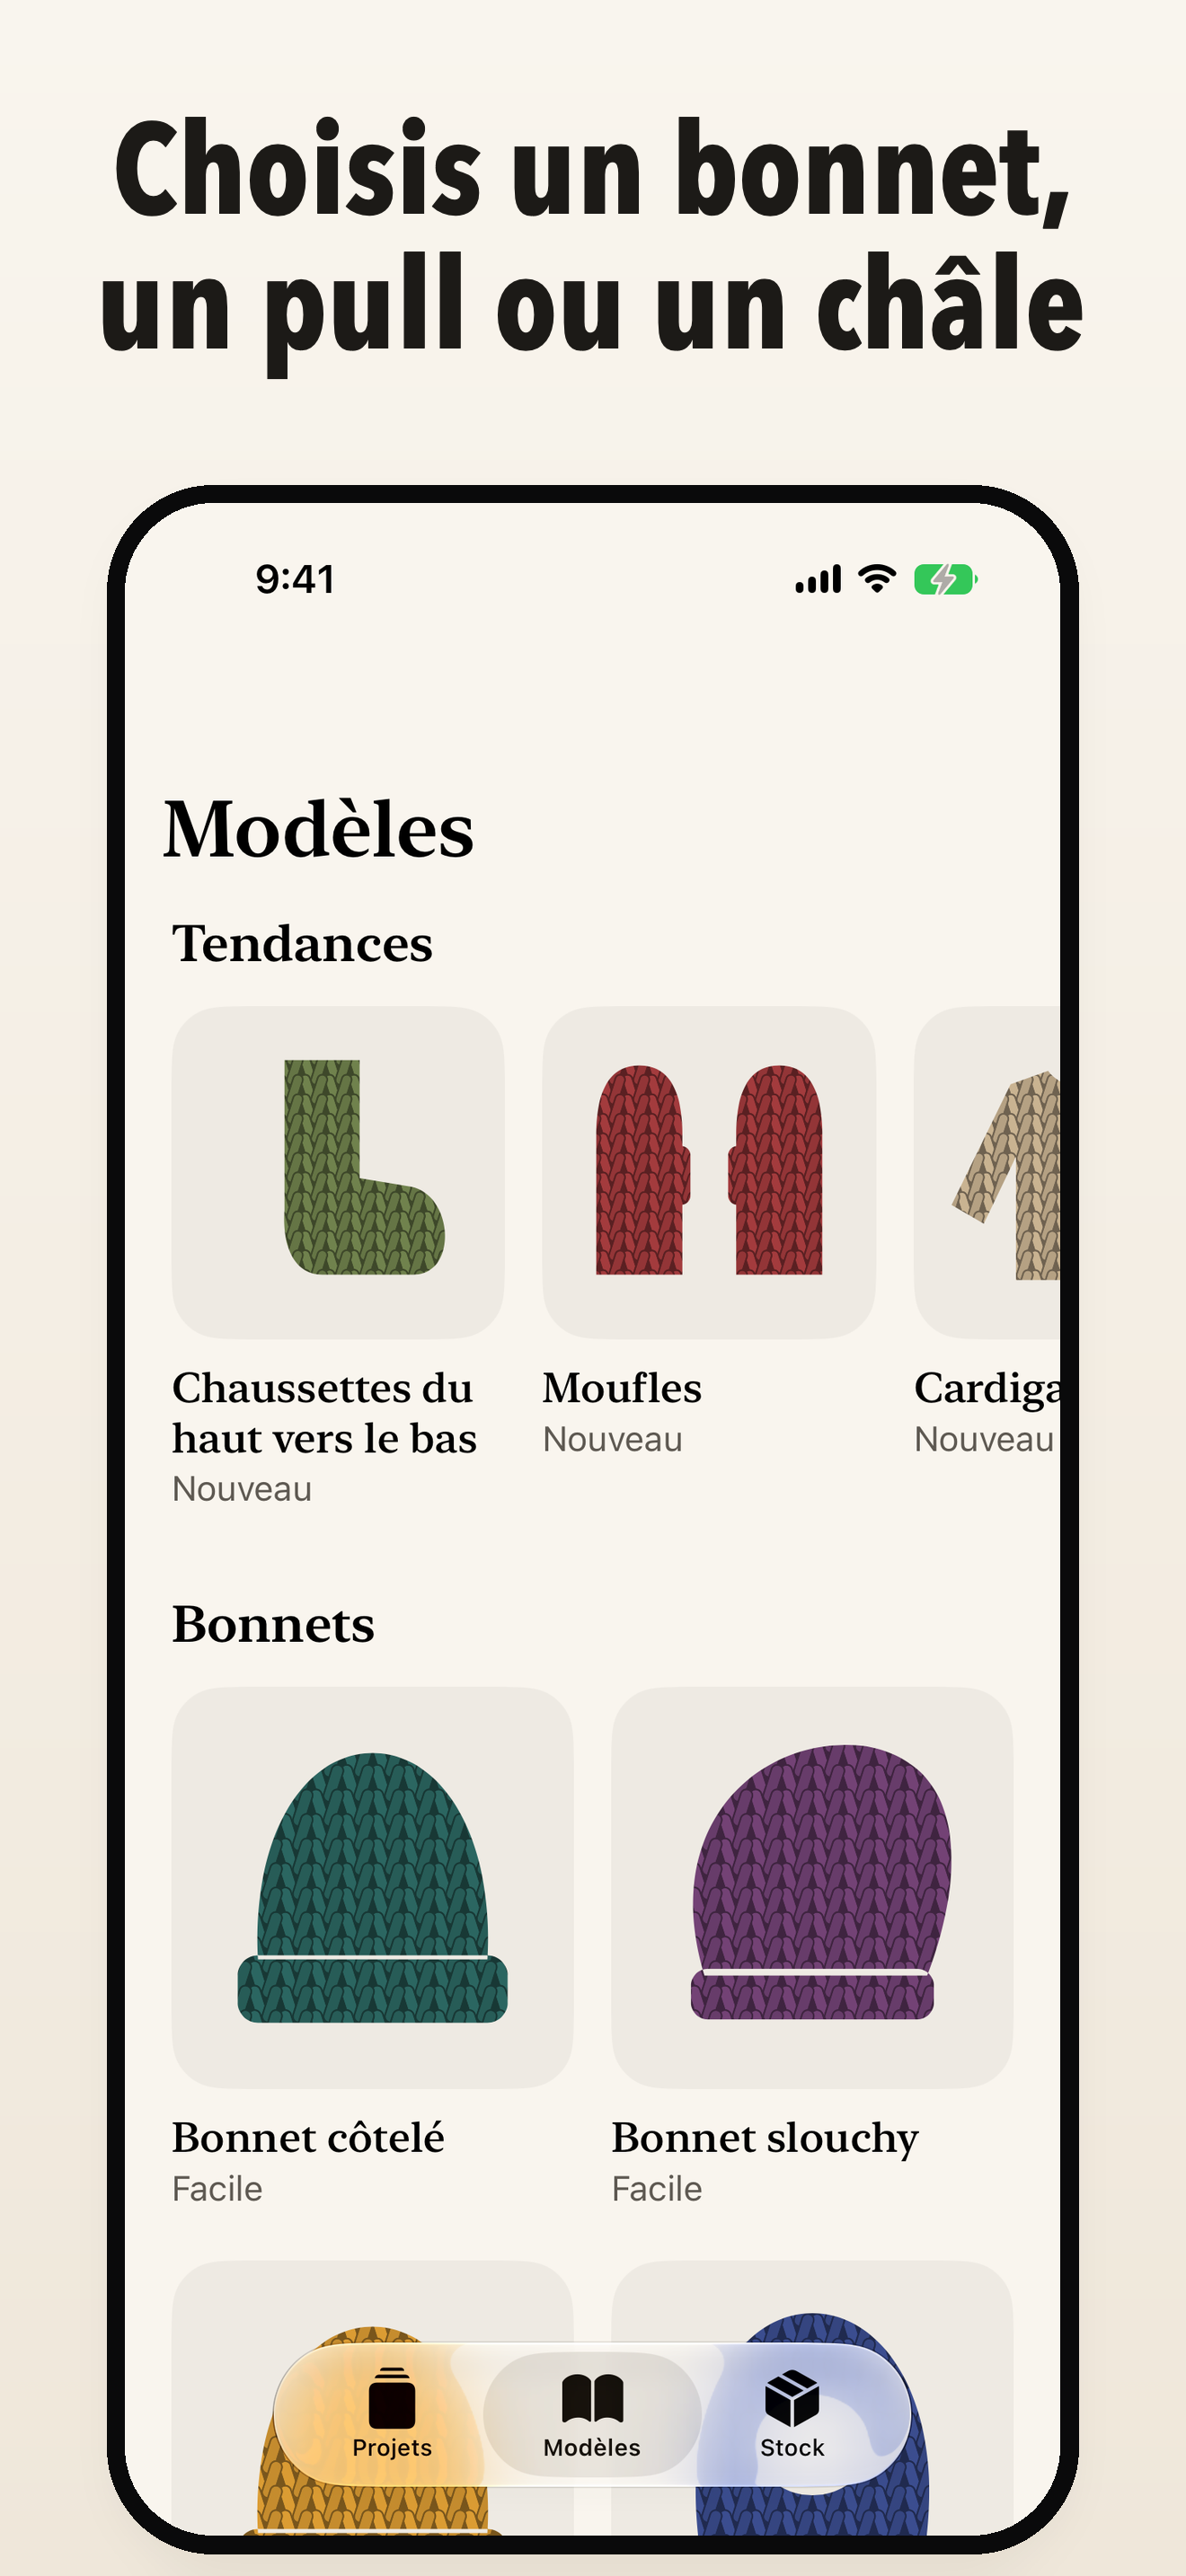 Choisis un bonnet,
un pull ou un châle
9:41
Modèles
Tendances
Chaussettes du
haut vers le bas
Nouveau
Moufles
Nouveau
Cardiga
Nouveau
Bonnets
Bonnet côtelé
Facile
Bonnet slouchy
Facile
Projets
Modèles
Stock